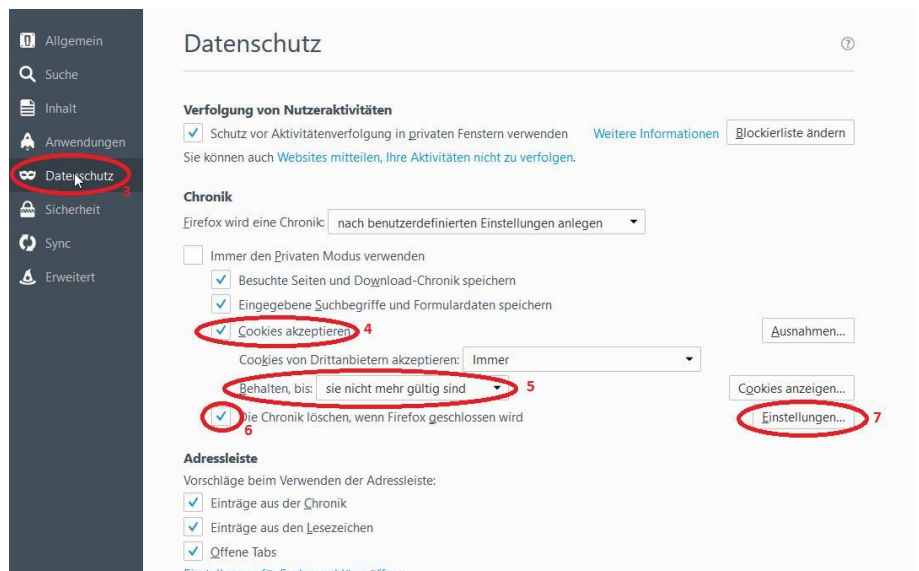 Allgemein
Suche
Inhalt
Anwendungen
Datenschutz
3
Sicherheit
Sync
Erweitert
Datenschutz
?
Verfolgung von Nutzeraktivitäten
Schutz vor Aktivitätenverfolgung in privaten Fenstern verwenden Weitere Informationen Blockierliste ändern
Sie können auch Websites mitteilen, Ihre Aktivitäten nicht zu verfolgen.
Chronik
Firefox wird eine Chronik: nach benutzerdefinierten Einstellungen anlegen
Immer den Privaten Modus verwenden
Besuchte Seiten und Download-Chronik speichern
Eingegebene Suchbegriffe und Formulardaten speichern
Cookies akzeptieren 4 Ausnahmen...
Cookies von Drittanbietern akzeptieren: Immer
Behalten, bis: sie nicht mehr gültig sind 5 Cookies anzeigen...
Die Chronik löschen, wenn Firefox geschlossen wird Einstellungen... 7
6
Adressleiste
Vorschläge beim Verwenden der Adressleiste:
Einträge aus der Chronik
Einträge aus den Lesezeichen
Offene Tabs